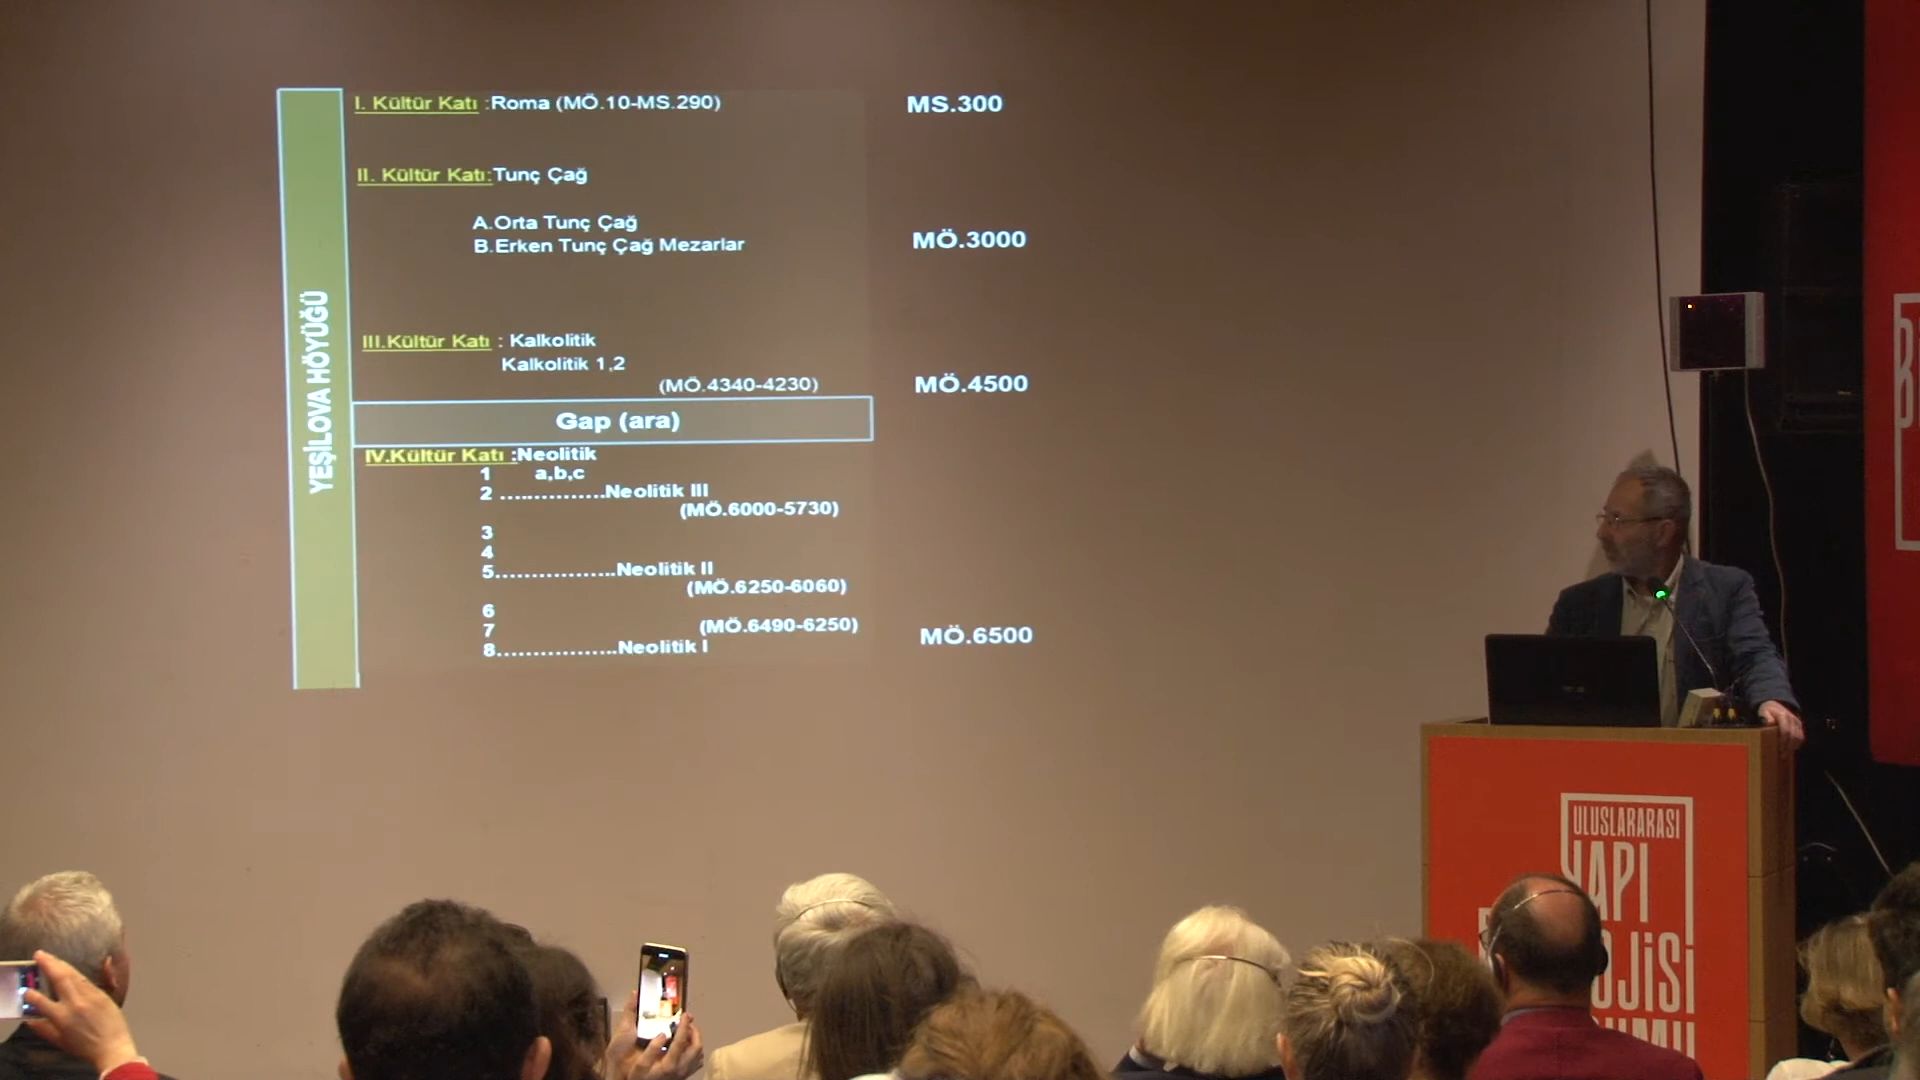 YEŞİLOVA HÖYÜĞÜ
I. Kültür Katı :Roma (MÖ.10-MS.290) MS.300
II. Kültür Katı:Tunç Çağ
A.Orta Tunç Çağ
B.Erken Tunç Çağ Mezarlar MÖ.3000
III.Kültür Katı : Kalkolitik
Kalkolitik 1,2
(MÖ.4340-4230) MÖ.4500
Gap (ara)
IV.Kültür Katı :Neolitik
1 a,b,c
2 ................Neolitik III
(MÖ.6000-5730)
3
4
5.................Neolitik II
(MÖ.6250-6060)
6
7 (MÖ.6490-6250) MÖ.6500
8.................Neolitik I
ULUSLARARASI
YAPI